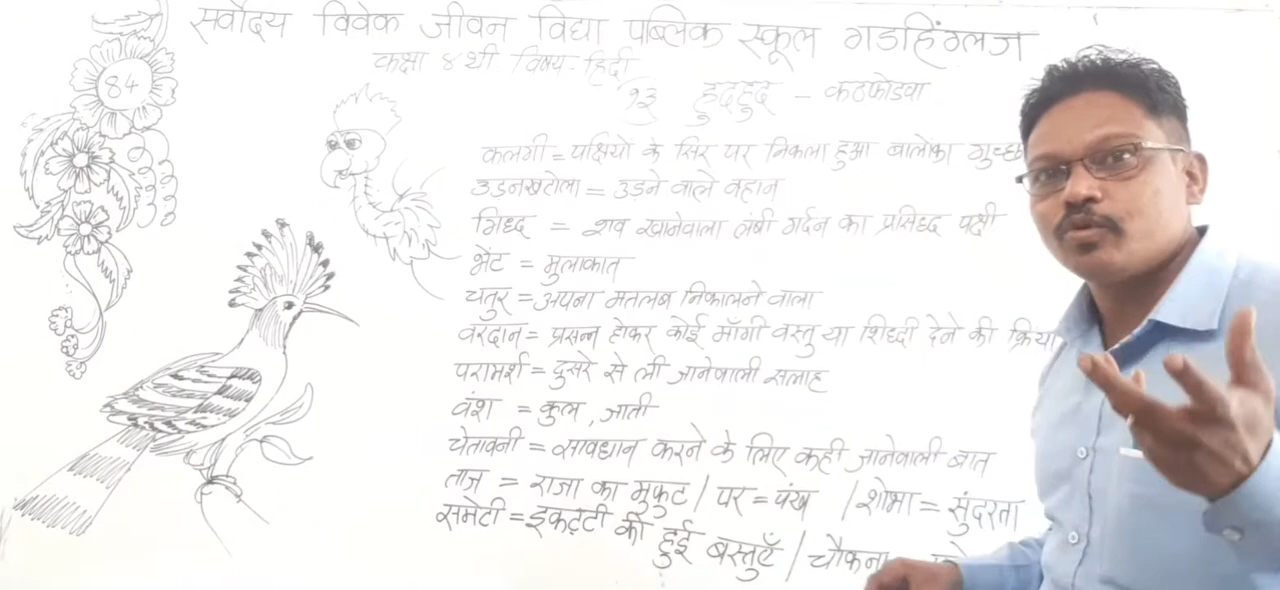 सर्वोदय विवेक जीवन विद्या पब्लिक स्कूल गडहिंग्लज
कक्षा ४थी विषय-हिंदी
84
१३ हुदहुद - कठफोडवा
कलगी = पक्षियों के सिर पर निकला हुआ बालोंका गुच्छ
उडनखटोला = उड़ने वाले वहान
गिध्द = शव खानेवाला लंबी गर्दन का प्रसिध्द पक्षी
भेंट = मुलाकात
चतुर = अपना मतलब निकालने वाला
वरदान = प्रसन्न होकर कोई माँगी वस्तु या शिध्दी देने की क्रिया
परामर्श = दुसरे से ली जानेवाली सलाह
वंश = कुल, जाती
चेतावनी = सावधान करने के लिए कही जानेवाली बात
ताज = राजा का मुकुट / पर = पंख / शोभा = सुंदरता
समेटी = इकट्टी की हुई बस्तुएँ / चौकना